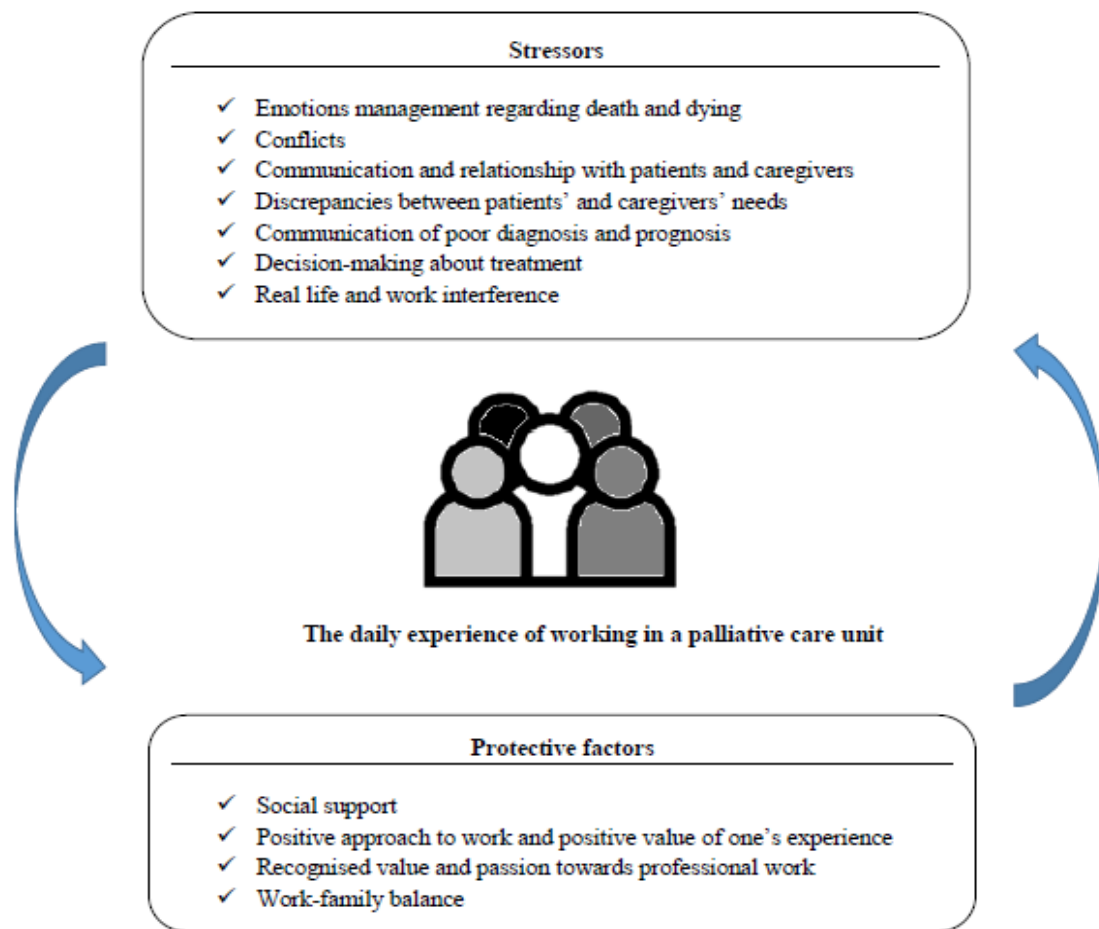 Stressors
✓ Emotions management regarding death and dying
✓ Conflicts
✓ Communication and relationship with patients and caregivers
✓ Discrepancies between patients’ and caregivers’ needs
✓ Communication of poor diagnosis and prognosis
✓ Decision-making about treatment
✓ Real life and work interference
The daily experience of working in a palliative care unit
Protective factors
✓ Social support
✓ Positive approach to work and positive value of one’s experience
✓ Recognised value and passion towards professional work
✓ Work-family balance